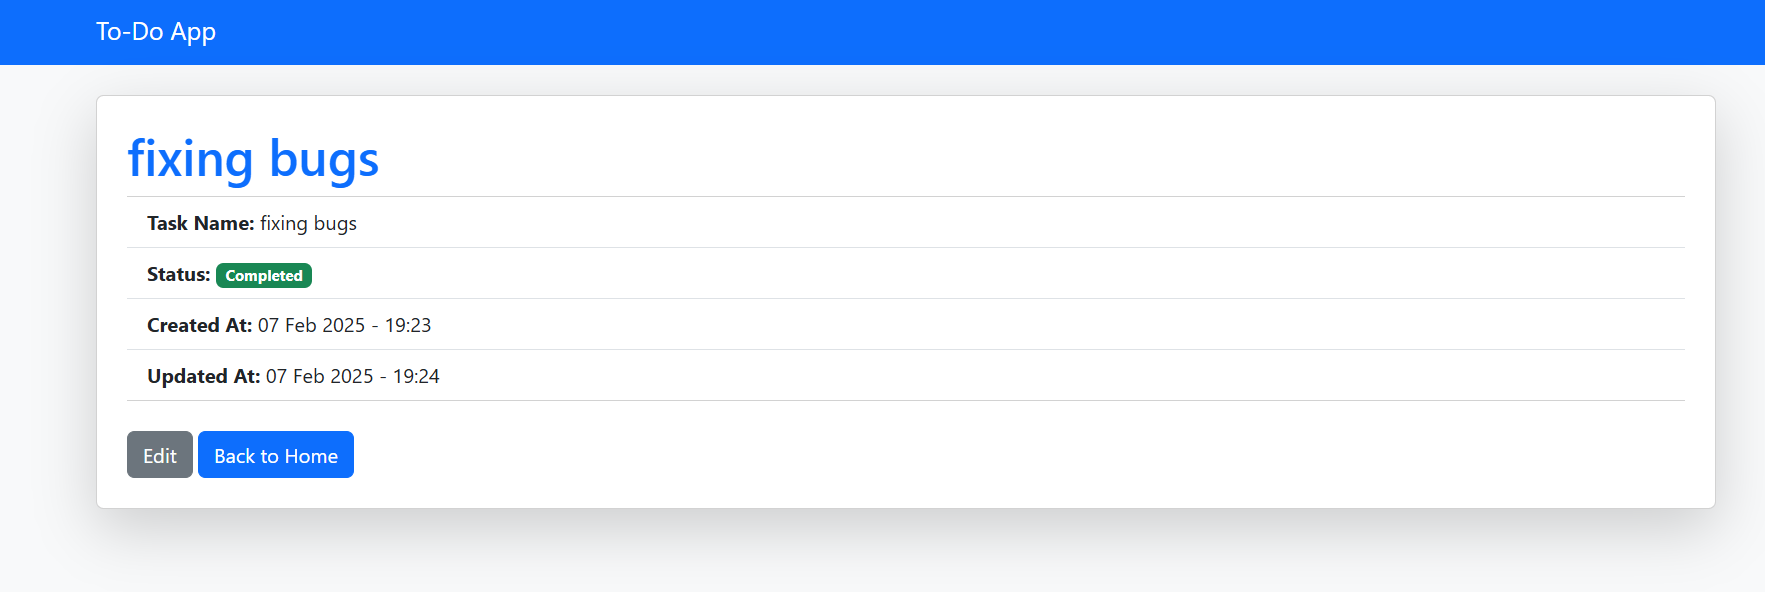 To-Do App
fixing bugs
Task Name: fixing bugs
Status: Completed
Created At: 07 Feb 2025 - 19:23
Updated At: 07 Feb 2025 - 19:24
Edit Back to Home